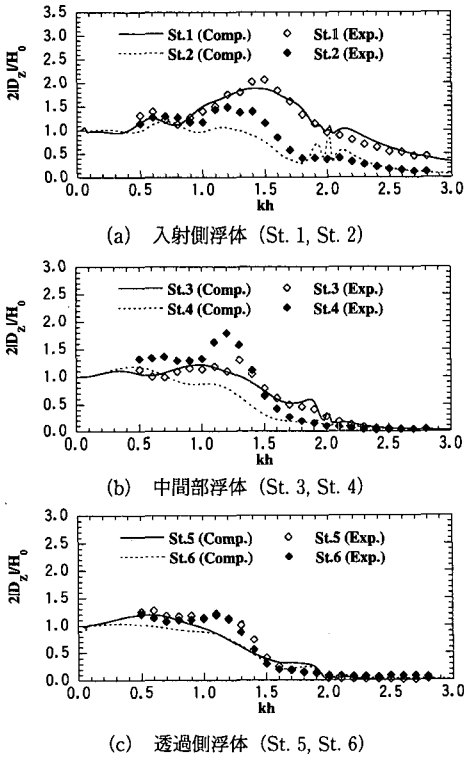 3.5
3.0
2.5
2.0
1.5
1.0
0.5
0.0
2|D_z|/H_0
St.1 (Comp.) St.1 (Exp.)
St.2 (Comp.) St.2 (Exp.)
0.0 0.5 1.0 1.5 2.0 2.5 3.0
kh
(a) 入射側浮体 (St. 1, St. 2)
3.0
2.5
2.0
1.5
1.0
0.5
0.0
2|D_z|/H_0
St.3 (Comp.) St.3 (Exp.)
St.4 (Comp.) St.4 (Exp.)
0.0 0.5 1.0 1.5 2.0 2.5 3.0
kh
(b) 中間部浮体 (St. 3, St. 4)
3.0
2.5
2.0
1.5
1.0
0.5
0.0
2|D_z|/H_0
St.5 (Comp.) St.5 (Exp.)
St.6 (Comp.) St.6 (Exp.)
0.0 0.5 1.0 1.5 2.0 2.5 3.0
kh
(c) 透過側浮体 (St. 5, St. 6)